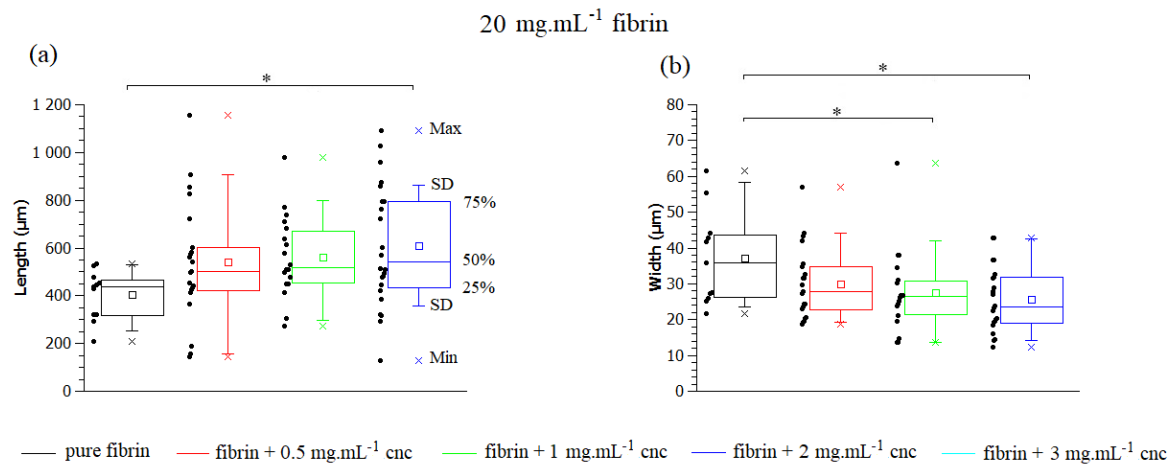 20 mg.mL⁻¹ fibrin
(a)
*
1 200
1 000
800
600
400
200
0
Length (µm)
Max
SD
75%
50%
25%
SD
Min
(b)
*
*
80
70
60
50
40
30
20
10
0
Width (µm)
pure fibrin fibrin + 0.5 mg.mL⁻¹ cnc fibrin + 1 mg.mL⁻¹ cnc fibrin + 2 mg.mL⁻¹ cnc fibrin + 3 mg.mL⁻¹ cnc